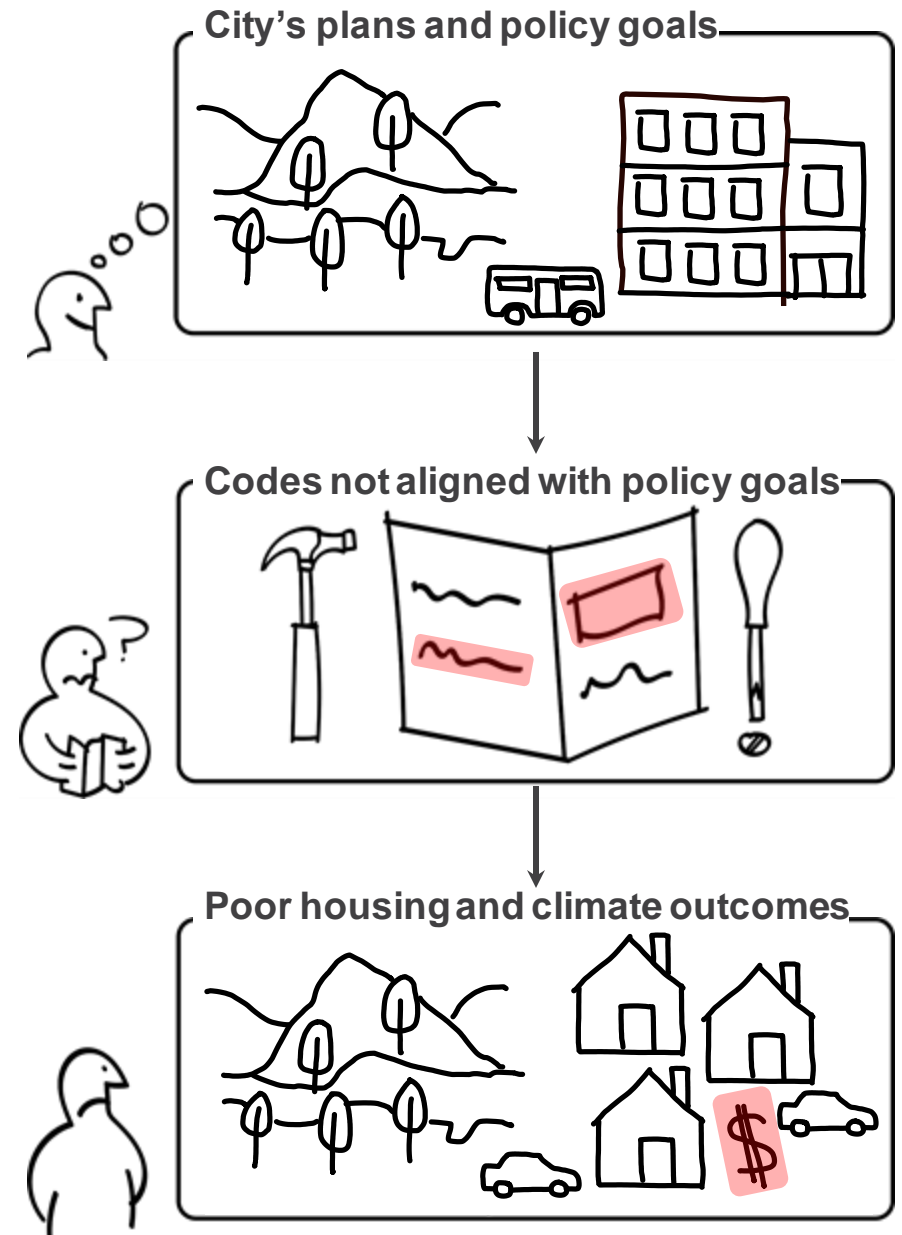 City's plans and policy goals
?
Codes not aligned with policy goals
Poor housing and climate outcomes
$